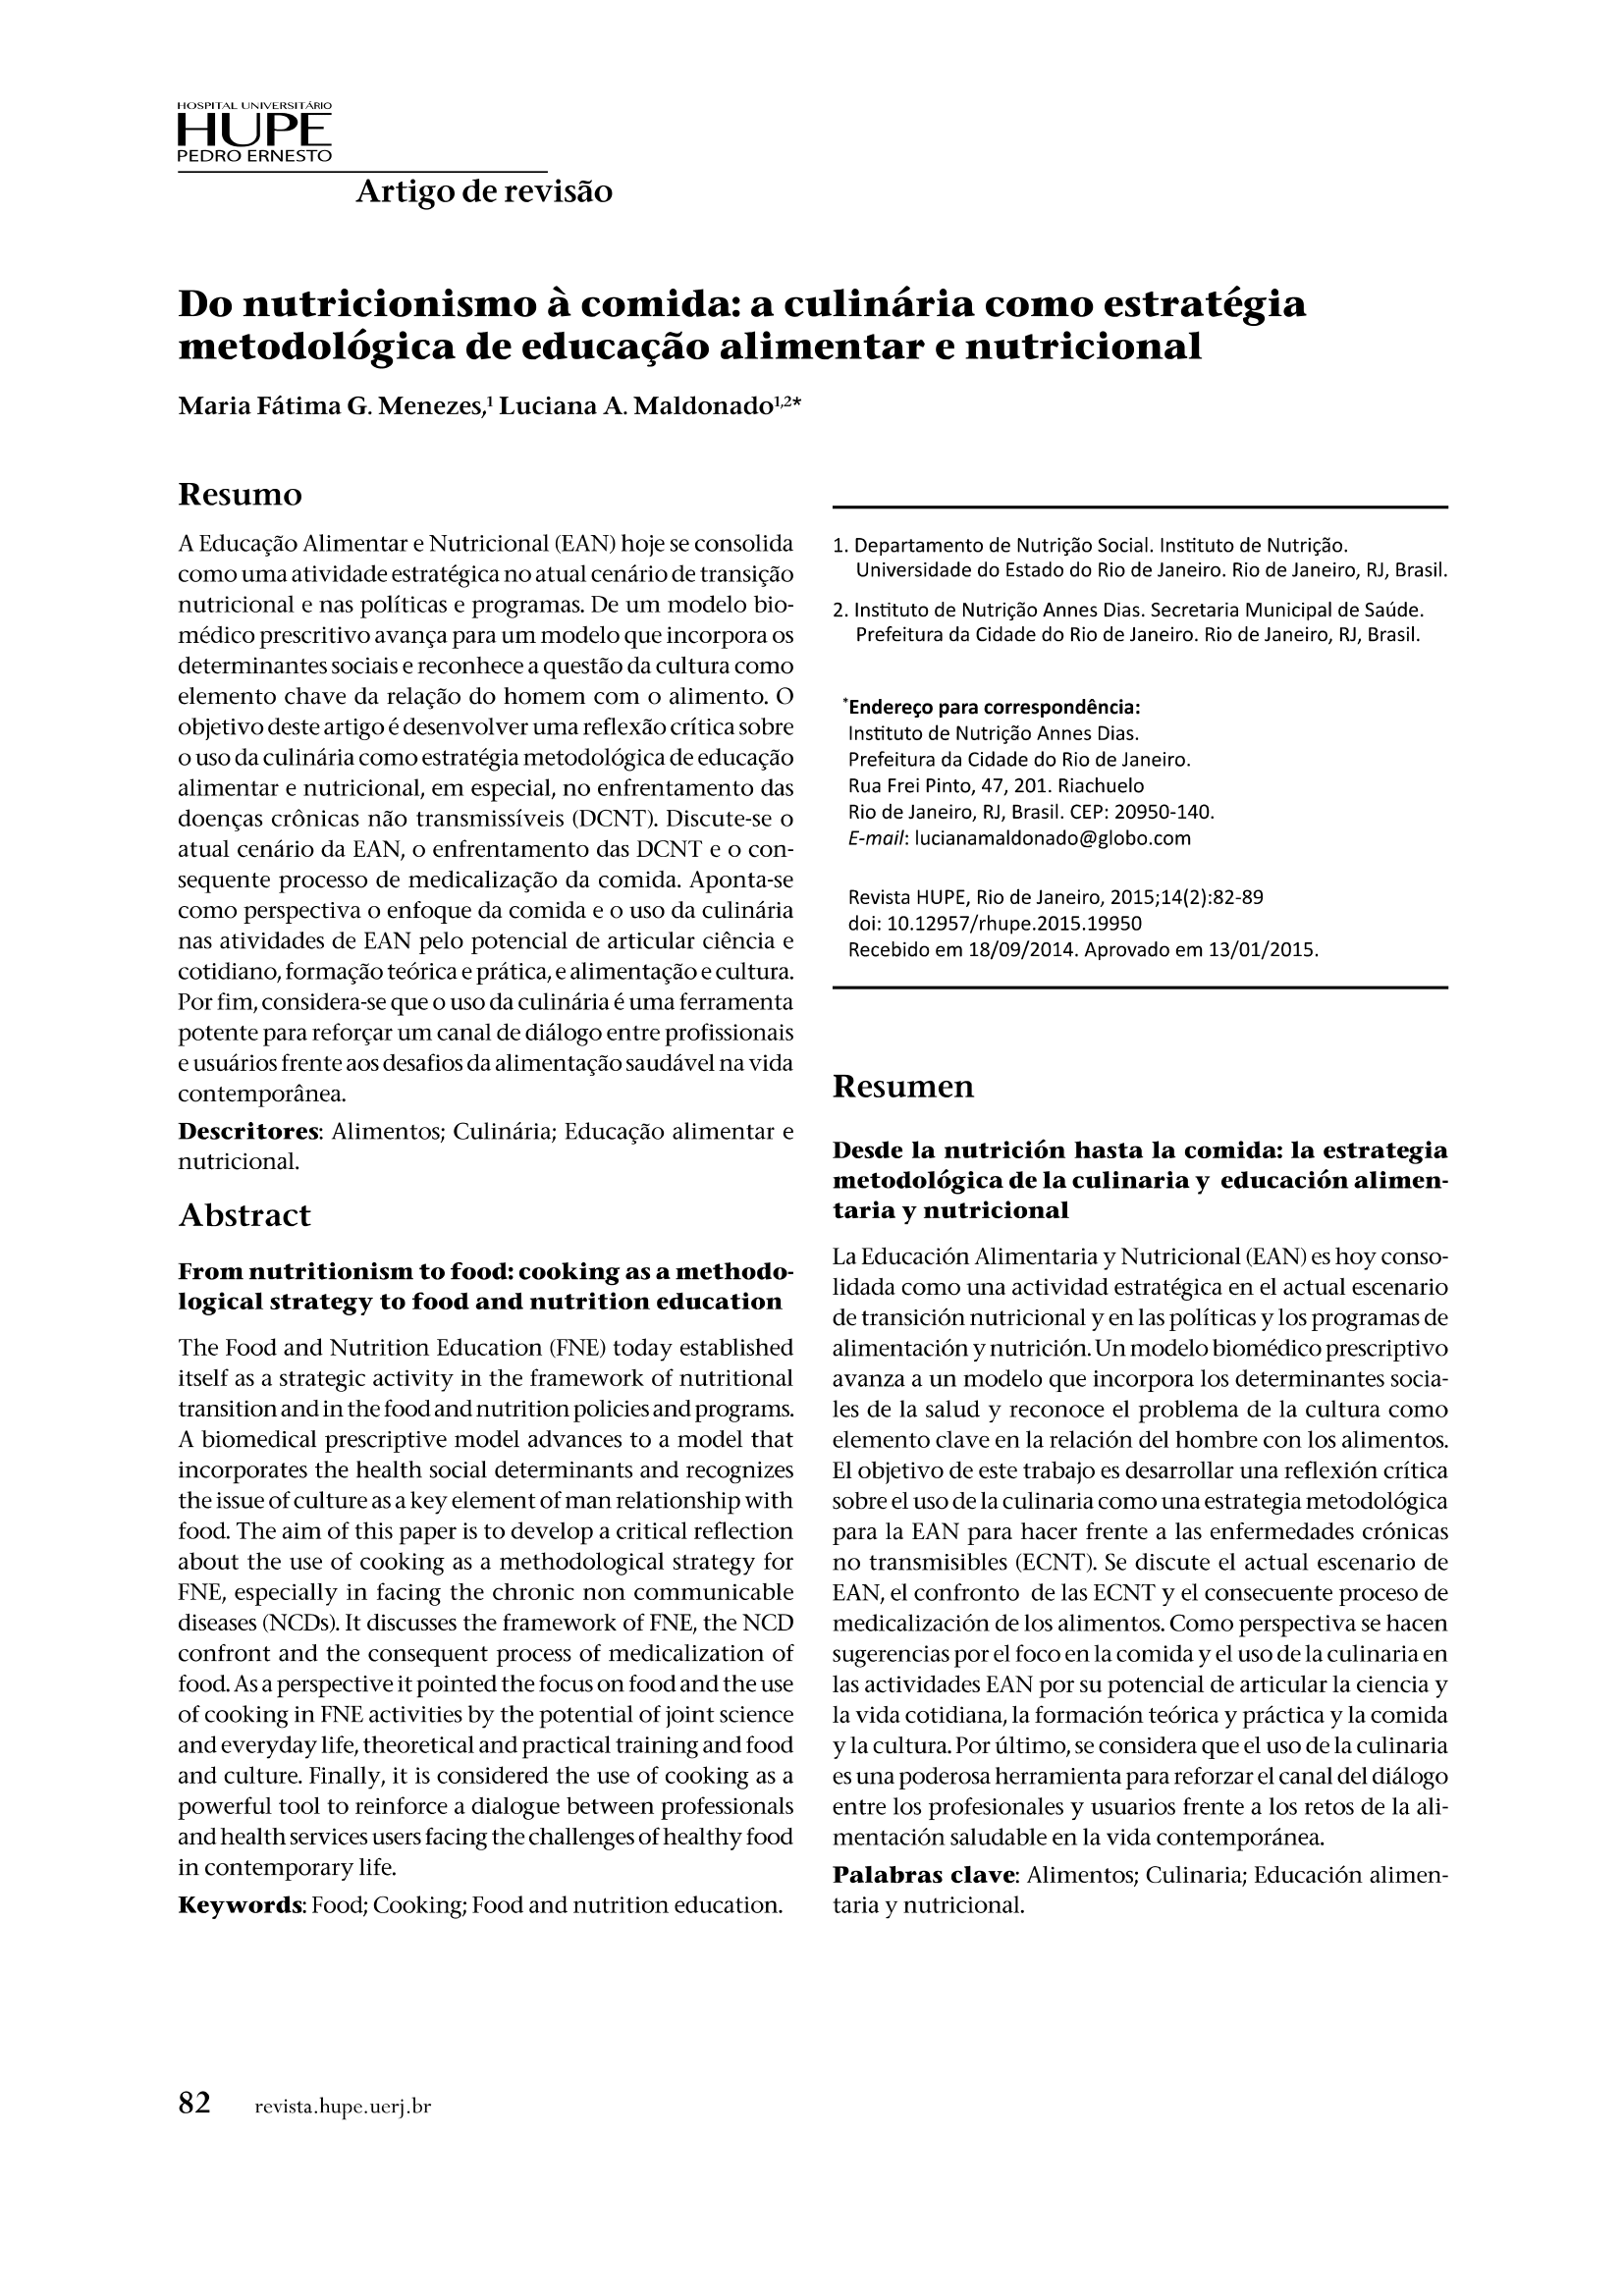 HOSPITAL UNIVERSITÁRIO
HUPE
PEDRO ERNESTO
Artigo de revisão
Do nutricionismo à comida: a culinária como estratégia
metodológica de educação alimentar e nutricional
Maria Fátima G. Menezes,¹ Luciana A. Maldonado¹,²*
Resumo
A Educação Alimentar e Nutricional (EAN) hoje se consolida
como uma atividade estratégica no atual cenário de transição
nutricional e nas políticas e programas. De um modelo bio-
médico prescritivo avança para um modelo que incorpora os
determinantes sociais e reconhece a questão da cultura como
elemento chave da relação do homem com o alimento. O
objetivo deste artigo é desenvolver uma reflexão crítica sobre
o uso da culinária como estratégia metodológica de educação
alimentar e nutricional, em especial, no enfrentamento das
doenças crônicas não transmissíveis (DCNT). Discute-se o
atual cenário da EAN, o enfrentamento das DCNT e o con-
sequente processo de medicalização da comida. Aponta-se
como perspectiva o enfoque da comida e o uso da culinária
nas atividades de EAN pelo potencial de articular ciência e
cotidiano, formação teórica e prática, e alimentação e cultura.
Por fim, considera-se que o uso da culinária é uma ferramenta
potente para reforçar um canal de diálogo entre profissionais
e usuários frente aos desafios da alimentação saudável na vida
contemporânea.
Descritores: Alimentos; Culinária; Educação alimentar e
nutricional.
Abstract
From nutritionism to food: cooking as a methodo-
logical strategy to food and nutrition education
The Food and Nutrition Education (FNE) today established
itself as a strategic activity in the framework of nutritional
transition and in the food and nutrition policies and programs.
A biomedical prescriptive model advances to a model that
incorporates the health social determinants and recognizes
the issue of culture as a key element of man relationship with
food. The aim of this paper is to develop a critical reflection
about the use of cooking as a methodological strategy for
FNE, especially in facing the chronic non communicable
diseases (NCDs). It discusses the framework of FNE, the NCD
confront and the consequent process of medicalization of
food. As a perspective it pointed the focus on food and the use
of cooking in FNE activities by the potential of joint science
and everyday life, theoretical and practical training and food
and culture. Finally, it is considered the use of cooking as a
powerful tool to reinforce a dialogue between professionals
and health services users facing the challenges of healthy food
in contemporary life.
Keywords: Food; Cooking; Food and nutrition education.
1. Departamento de Nutrição Social. Instituto de Nutrição.
Universidade do Estado do Rio de Janeiro. Rio de Janeiro, RJ, Brasil.
2. Instituto de Nutrição Annes Dias. Secretaria Municipal de Saúde.
Prefeitura da Cidade do Rio de Janeiro. Rio de Janeiro, RJ, Brasil.
*Endereço para correspondência:
Instituto de Nutrição Annes Dias.
Prefeitura da Cidade do Rio de Janeiro.
Rua Frei Pinto, 47, 201. Riachuelo
Rio de Janeiro, RJ, Brasil. CEP: 20950-140.
E-mail: lucianamaldonado@globo.com
Revista HUPE, Rio de Janeiro, 2015;14(2):82-89
doi: 10.12957/rhupe.2015.19950
Recebido em 18/09/2014. Aprovado em 13/01/2015.
Resumen
Desde la nutrición hasta la comida: la estrategia
metodológica de la culinaria y educación alimen-
taria y nutricional
La Educación Alimentaria y Nutricional (EAN) es hoy conso-
lidada como una actividad estratégica en el actual escenario
de transición nutricional y en las políticas y los programas de
alimentación y nutrición. Un modelo biomédico prescriptivo
avanza a un modelo que incorpora los determinantes socia-
les de la salud y reconoce el problema de la cultura como
elemento clave en la relación del hombre con los alimentos.
El objetivo de este trabajo es desarrollar una reflexión crítica
sobre el uso de la culinaria como una estrategia metodológica
para la EAN para hacer frente a las enfermedades crónicas
no transmisibles (ECNT). Se discute el actual escenario de
EAN, el confronto de las ECNT y el consecuente proceso de
medicalización de los alimentos. Como perspectiva se hacen
sugerencias por el foco en la comida y el uso de la culinaria en
las actividades EAN por su potencial de articular la ciencia y
la vida cotidiana, la formación teórica y práctica y la comida
y la cultura. Por último, se considera que el uso de la culinaria
es una poderosa herramienta para reforzar el canal del diálogo
entre los profesionales y usuarios frente a los retos de la ali-
mentación saludable en la vida contemporánea.
Palabras clave: Alimentos; Culinaria; Educación alimen-
taria y nutricional.
82 revista.hupe.uerj.br